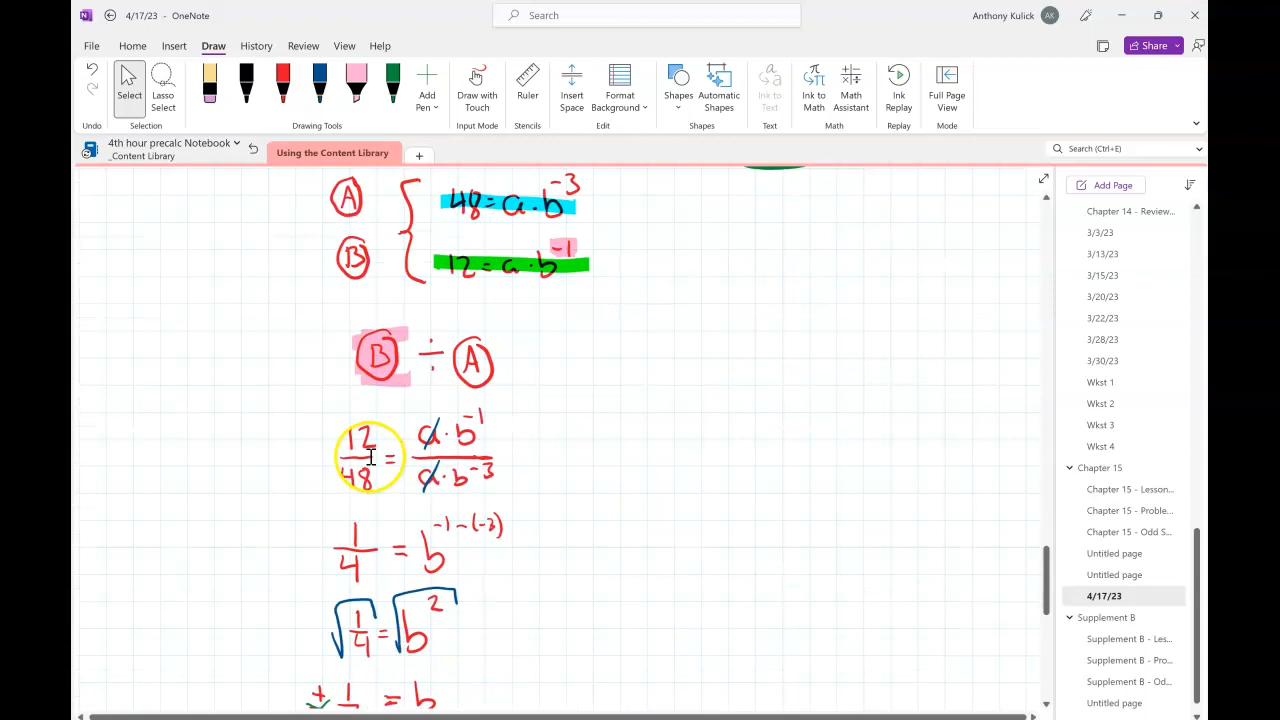 4/17/23 - OneNote
Search
Anthony Kulick AK
File Home Insert Draw History Review View Help
Share
Select
Lasso Select
Add Pen
Draw with Touch
Ruler
Insert Space
Format Background
Shapes
Automatic Shapes
Ink to Text
Ink to Math
Math Assistant
Ink Replay
Full Page View
Undo Selection Drawing Tools Input Mode Stencils Edit Shapes Text Math Replay Mode
4th hour precalc Notebook
_Content Library
Using the Content Library
+
Search (Ctrl+E)
Add Page
Chapter 14 - Review...
3/3/23
3/13/23
3/15/23
3/20/23
3/22/23
3/28/23
3/30/23
Wkst 1
Wkst 2
Wkst 3
Wkst 4
Chapter 15
Chapter 15 - Lesson...
Chapter 15 - Proble...
Chapter 15 - Odd S...
Untitled page
Untitled page
4/17/23
Supplement B
Supplement B - Les...
Supplement B - Pro...
Supplement B - Od...
Untitled page
A 48 = a · b^-3
B 12 = a · b^-1
B ÷ A
12/48 = a · b^-1 / a · b^-3
1/4 = b^-1-(-3)
√1/4 = √b^2
± 1 = b